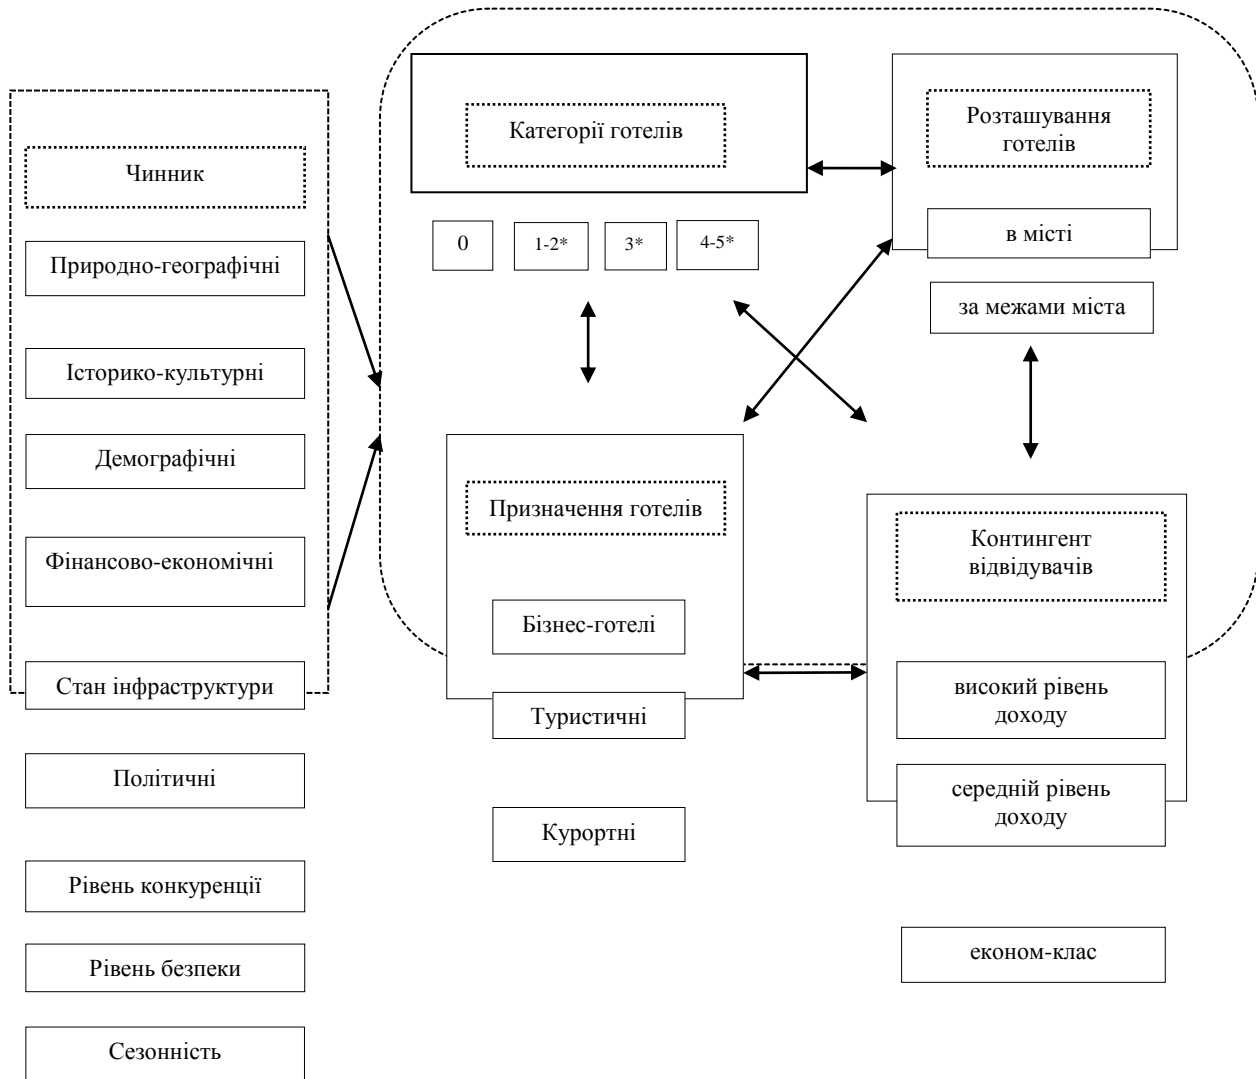 Чинник
Природно-географічні
Історико-культурні
Демографічні
Фінансово-економічні
Стан інфраструктури
Політичні
Рівень конкуренції
Рівень безпеки
Сезонність
Категорії готелів
0
1-2*
3*
4-5*
Розташування
готелів
в місті
за межами міста
Призначення готелів
Бізнес-готелі
Туристичні
Курортні
Контингент
відвідувачів
високий рівень
доходу
середній рівень
доходу
економ-клас